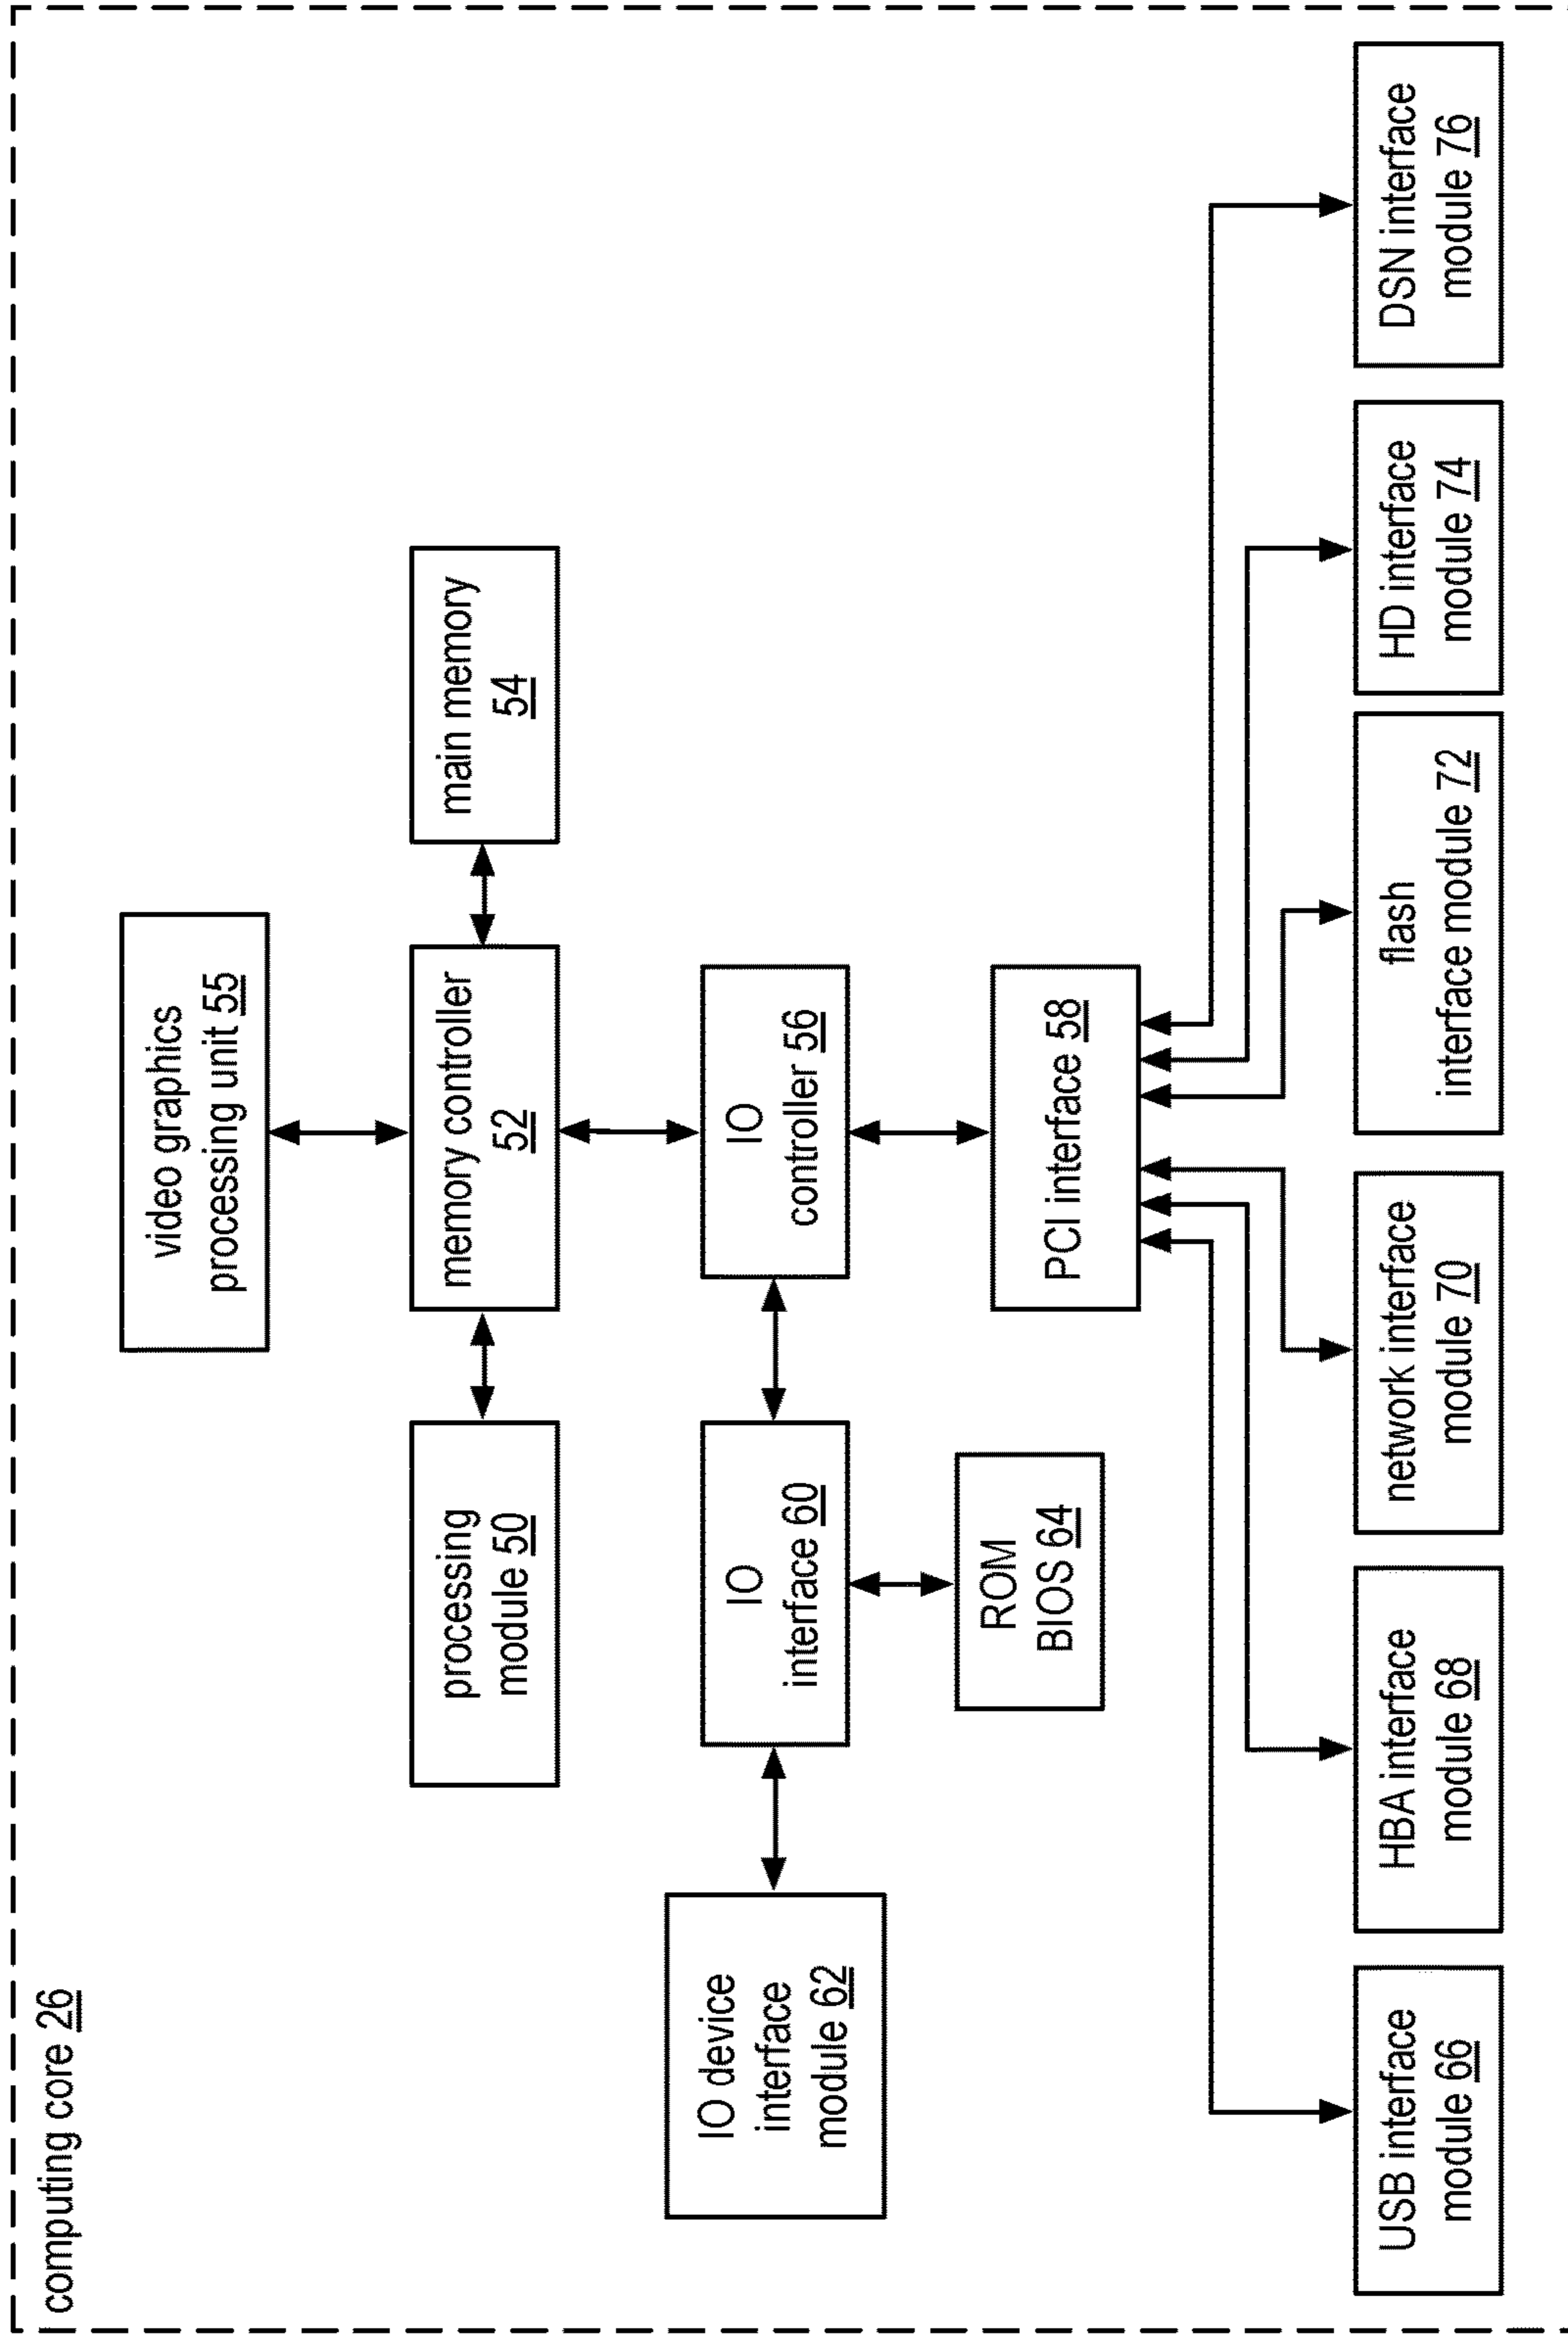 computing core 26
video graphics
processing unit 55
processing
module 50
memory controller
52
main memory
54
IO device
interface
module 62
IO
interface 60
IO
controller 56
ROM
BIOS 64
PCI interface 58
USB interface
module 66
HBA interface
module 68
network interface
module 70
flash
interface module 72
HD interface
module 74
DSN interface
module 76